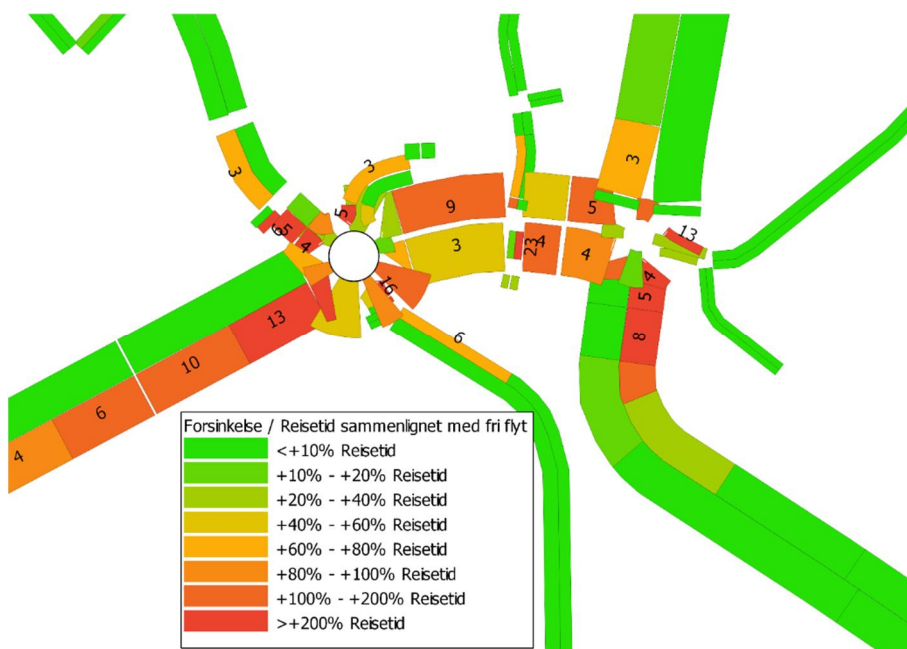 3
3
5
6
5
4
9
3
5
3
13
23
4
4
16
6
4
5
8
13
10
6
4
Forsinkelse / Reisetid sammenlignet med fri flyt
<+10% Reisetid
+10% - +20% Reisetid
+20% - +40% Reisetid
+40% - +60% Reisetid
+60% - +80% Reisetid
+80% - +100% Reisetid
+100% - +200% Reisetid
>+200% Reisetid